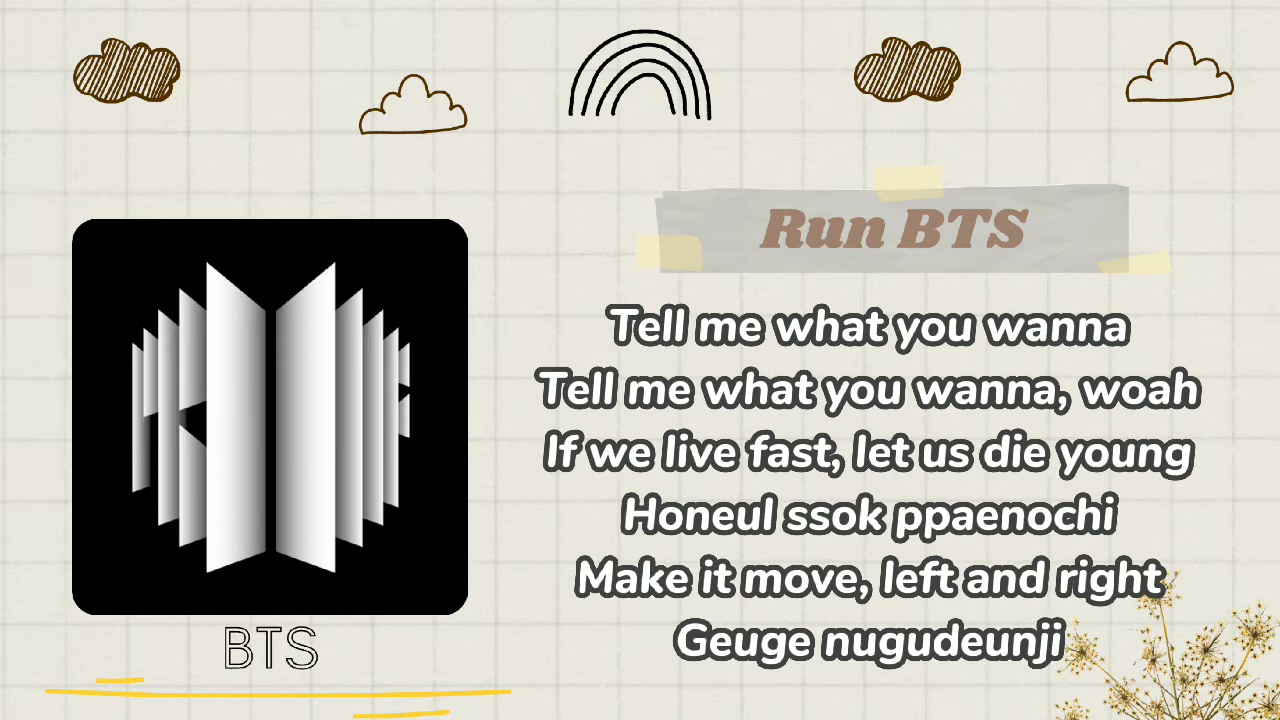 Run BTS
Tell me what you wanna
Tell me what you wanna, woah
If we live fast, let us die young
Honeul ssok ppaenochi
Make it move, left and right
Geuge nugudeunji
BTS